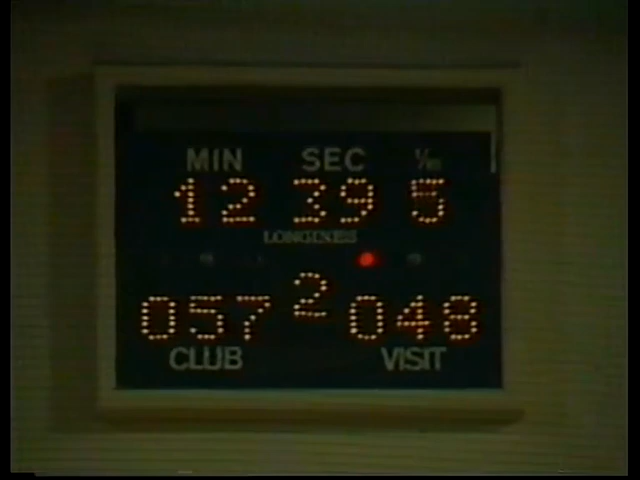 MIN SEC 1/10
12 39 5
LONGINES
2
057 048
CLUB VISIT